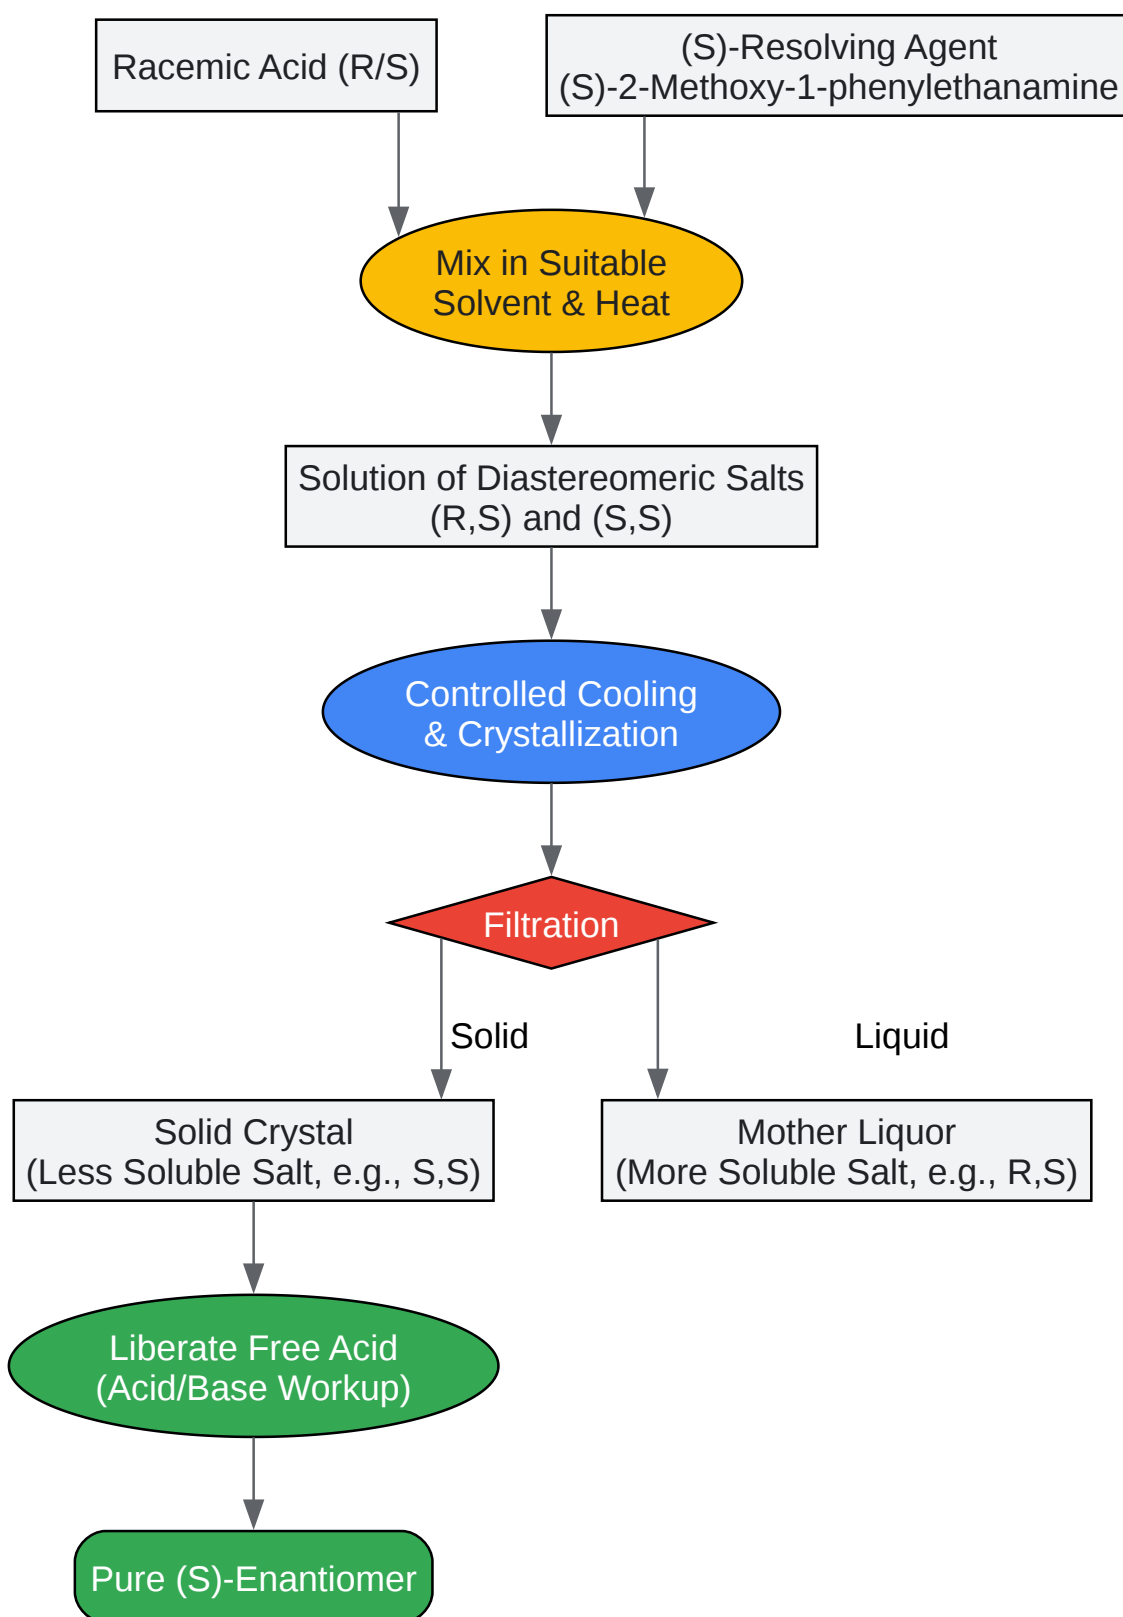 Racemic Acid (R/S)
(S)-Resolving Agent
(S)-2-Methoxy-1-phenylethanamine
Mix in Suitable
Solvent & Heat
Solution of Diastereomeric Salts
(R,S) and (S,S)
Controlled Cooling
& Crystallization
Filtration
Solid
Liquid
Solid Crystal
(Less Soluble Salt, e.g., S,S)
Mother Liquor
(More Soluble Salt, e.g., R,S)
Liberate Free Acid
(Acid/Base Workup)
Pure (S)-Enantiomer